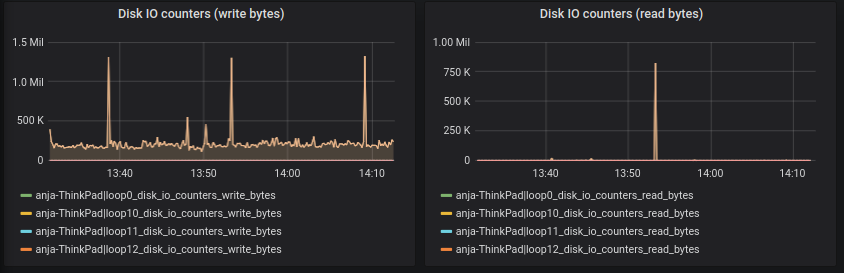 Disk IO counters (write bytes)
1.5 Mil
1.0 Mil
500 K
0
13:40 13:50 14:00 14:10
anja-ThinkPad|loop0_disk_io_counters_write_bytes
anja-ThinkPad|loop10_disk_io_counters_write_bytes
anja-ThinkPad|loop11_disk_io_counters_write_bytes
anja-ThinkPad|loop12_disk_io_counters_write_bytes
Disk IO counters (read bytes)
1.00 Mil
750 K
500 K
250 K
0
13:40 13:50 14:00 14:10
anja-ThinkPad|loop0_disk_io_counters_read_bytes
anja-ThinkPad|loop10_disk_io_counters_read_bytes
anja-ThinkPad|loop11_disk_io_counters_read_bytes
anja-ThinkPad|loop12_disk_io_counters_read_bytes